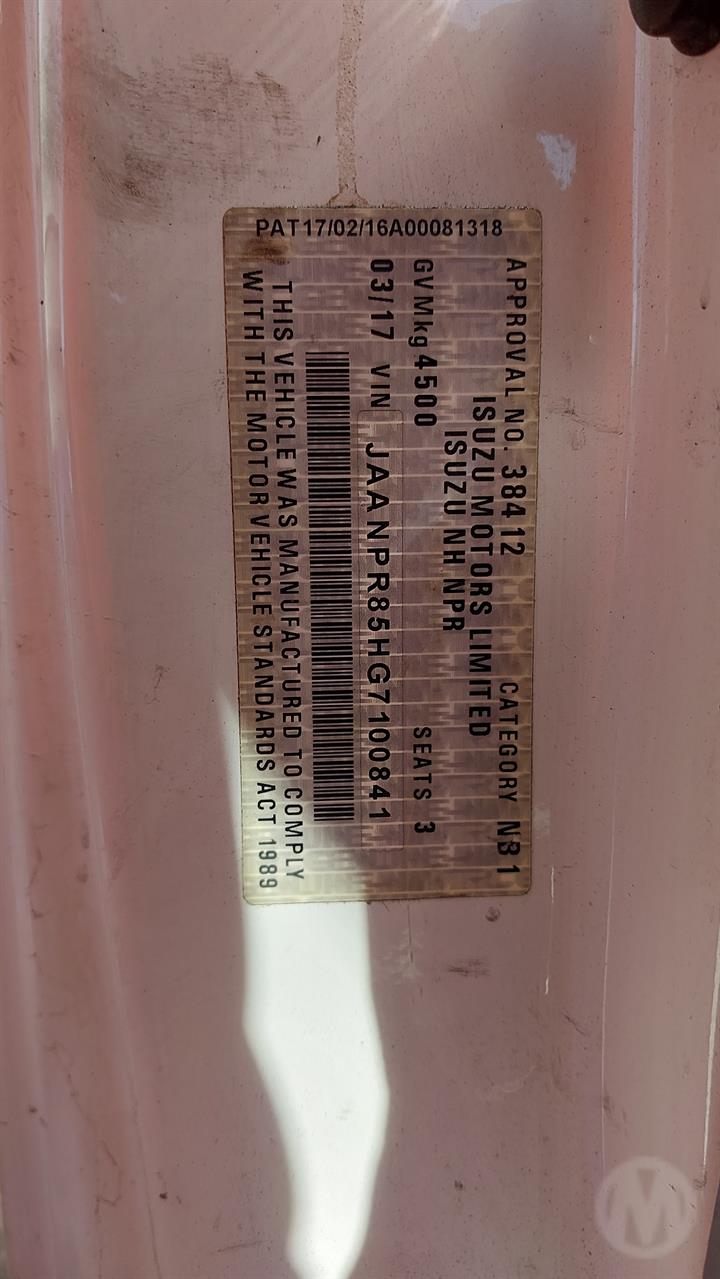 PAT17/02/16A00081318
APPROVAL NO. 38412 CATEGORY NB1
ISUZU MOTORS LIMITED
ISUZU NH NPR
GVMkg 4500 SEATS 3
03/17 VIN JAANPR85HG7100841
THIS VEHICLE WAS MANUFACTURED TO COMPLY
WITH THE MOTOR VEHICLE STANDARDS ACT 1989
M